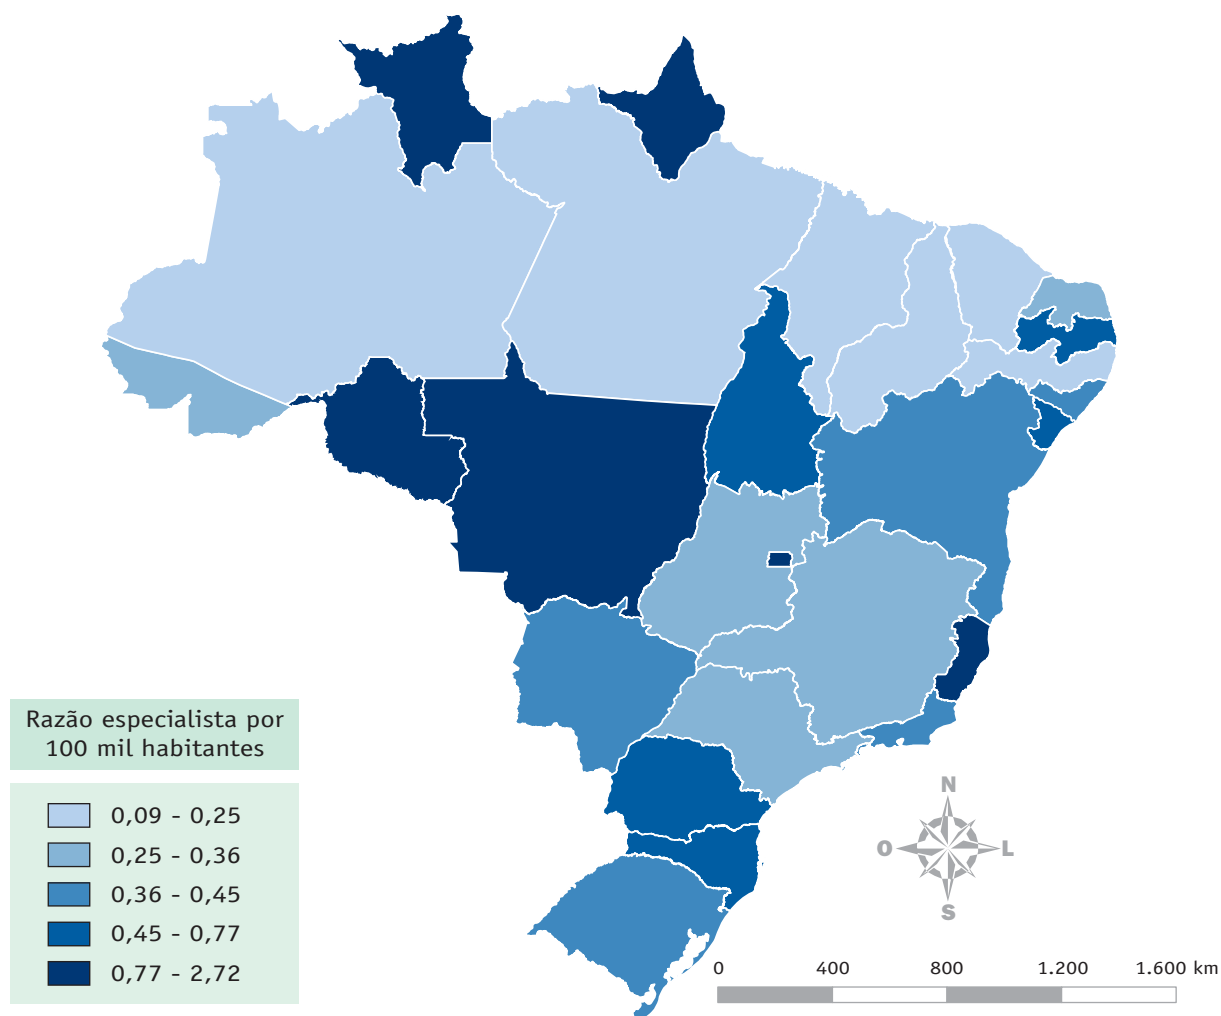 Razão especialista por
100 mil habitantes
0,09 - 0,25
0,25 - 0,36
0,36 - 0,45
0,45 - 0,77
0,77 - 2,72
N
O
L
S
0 400 800 1.200 1.600 km